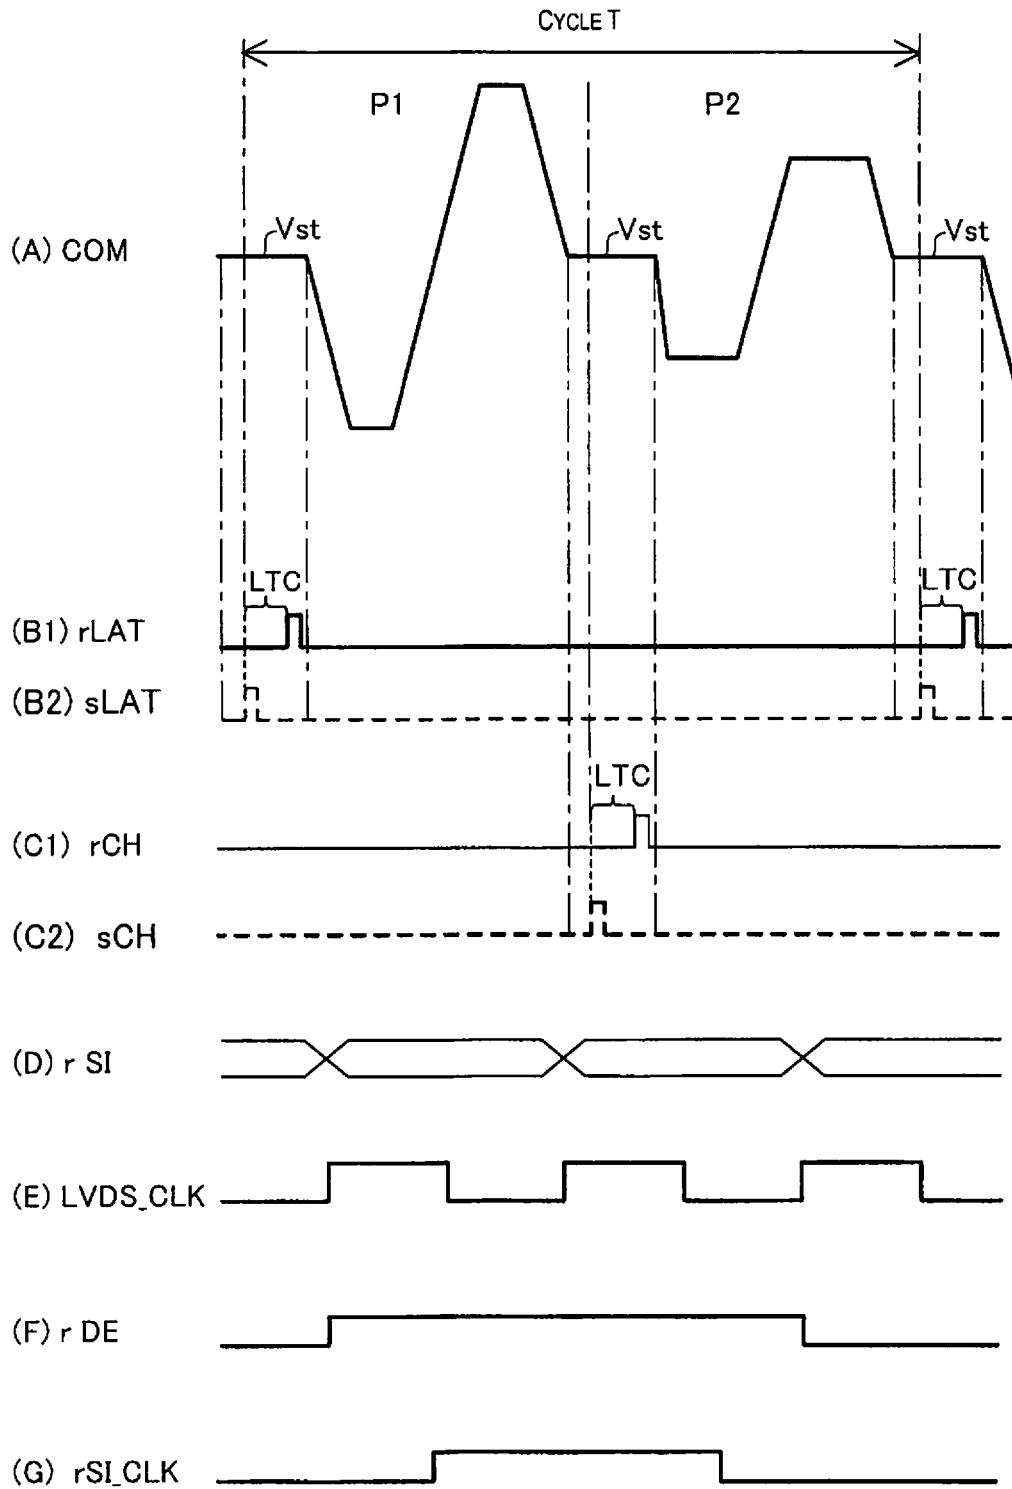 CYCLE T
P1 P2
(A) COM Vst Vst Vst
LTC LTC
(B1) rLAT
(B2) sLAT
LTC
(C1) rCH
(C2) sCH
(D) r SI
(E) LVDS_CLK
(F) r DE
(G) rSI_CLK